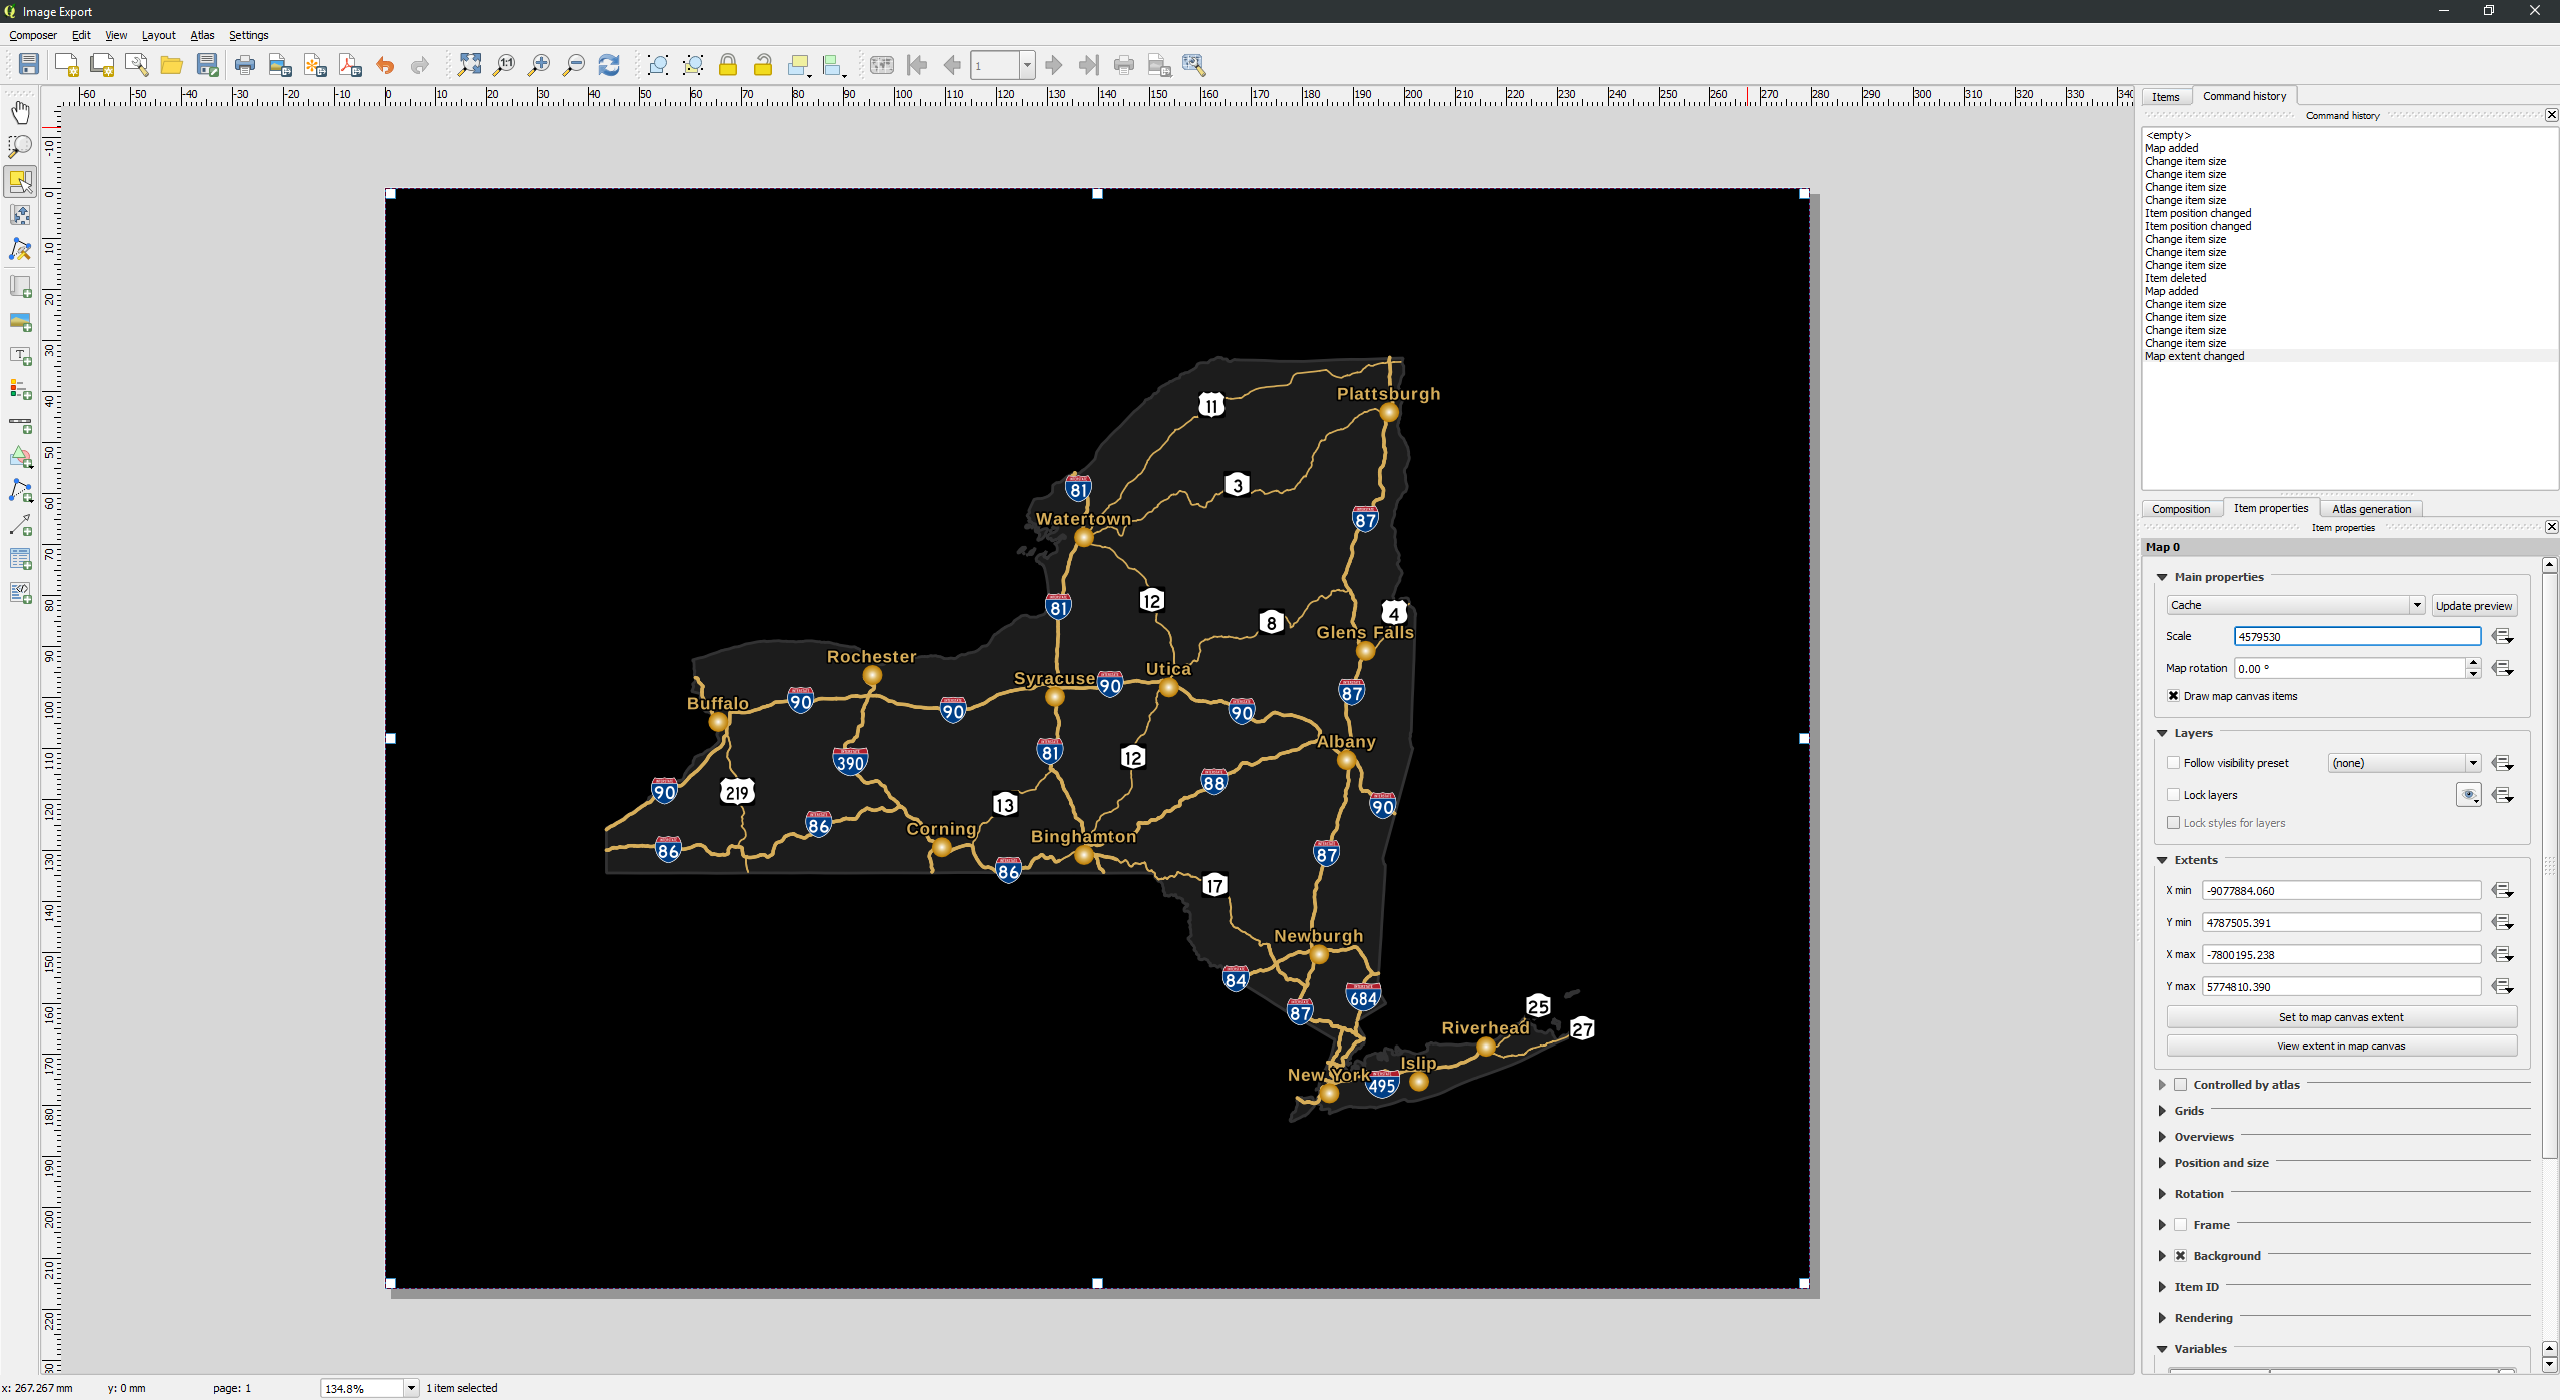 Image Export
Composer Edit View Layout Atlas Settings
1:1
1
-60 -50 -40 -30 -20 -10 0 10 20 30 40 50 60 70 80 90 100 110 120 130 140 150 160 170 180 190 200 210 220 230 240 250 260 270 280 290 300 310 320 330 340
-10 0 10 20 30 40 50 60 70 80 90 100 110 120 130 140 150 160 170 180 190 200 210 220
Plattsburgh
11
3
81
Watertown
87
12
81
8
4
Glens Falls
Rochester
Syracuse
90
Utica
87
Buffalo
90
90
90
Albany
390
81
12
88
90
219
90
13
86
Corning
Binghamton
86
86
87
17
Newburgh
84
684
87
25
27
Riverhead
Islip
New York
495
Items Command history
Command history
<empty>
Map added
Change item size
Change item size
Change item size
Change item size
Item position changed
Item position changed
Change item size
Change item size
Change item size
Item deleted
Map added
Change item size
Change item size
Change item size
Change item size
Map extent changed
Composition Item properties Atlas generation
Item properties
Map 0
Main properties
Cache Update preview
Scale 4579530
Map rotation 0.00 °
Draw map canvas items
Layers
Follow visibility preset (none)
Lock layers
Lock styles for layers
Extents
X min -9077884.060
Y min 4787505.391
X max -7800195.238
Y max 5774810.390
Set to map canvas extent
View extent in map canvas
Controlled by atlas
Grids
Overviews
Position and size
Rotation
Frame
Background
Item ID
Rendering
Variables
x: 267.267 mm y: 0 mm page: 1 134.8% 1 item selected